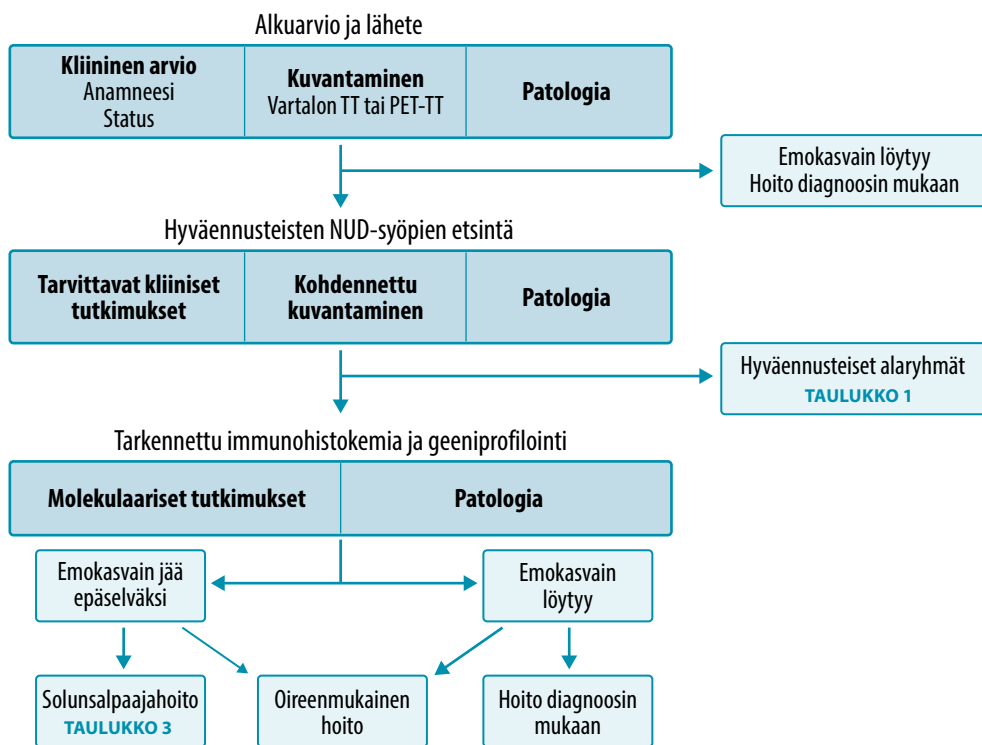 Alkuarvio ja lähete
Kliininen arvio
Anamneesi
Status
Kuvantaminen
Vartalon TT tai PET-TT
Patologia
Emokasvain löytyy
Hoito diagnoosin mukaan
Hyväennusteisten NUD-syöpien etsintä
Tarvittavat kliiniset
tutkimukset
Kohdennettu
kuvantaminen
Patologia
Hyväennusteiset alaryhmät
TAULUKKO 1
Tarkennettu immunohistokemia ja geeniprofilointi
Molekulaariset tutkimukset
Patologia
Emokasvain jää
epäselväksi
Emokasvain
löytyy
Solunsalpaajahoito
TAULUKKO 3
Oireenmukainen
hoito
Hoito diagnoosin
mukaan